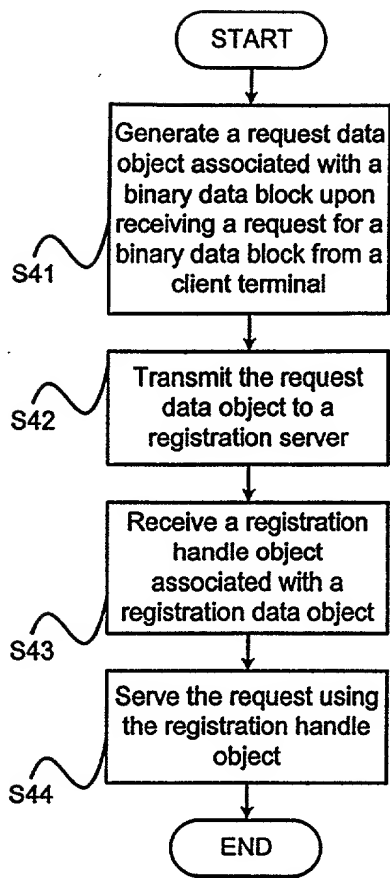 START
Generate a request data
object associated with a
binary data block upon
receiving a request for a
binary data block from a
client terminal
S41
Transmit the request
data object to a
registration server
S42
Receive a registration
handle object
associated with a
registration data object
S43
Serve the request using
the registration handle
object
S44
END